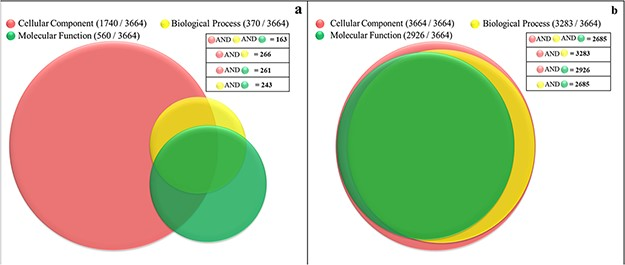 a
Cellular Component (1740 / 3664) Biological Process (370 / 3664)
Molecular Function (560 / 3664)
AND AND = 163
AND = 266
AND = 261
AND = 243
b
Cellular Component (3664 / 3664) Biological Process (3283 / 3664)
Molecular Function (2926 / 3664)
AND AND = 2685
AND = 3283
AND = 2926
AND = 2685